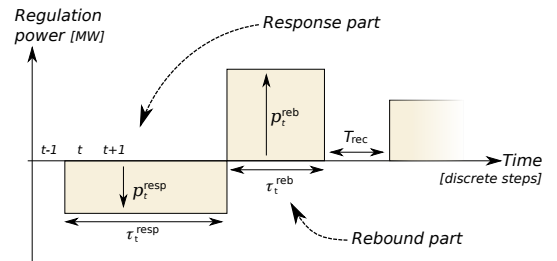 Regulation
power [MW]
Response part
t-1 t t+1
p_t^reb
T_rec
Time
[discrete steps]
p_t^resp
τ_t^reb
τ_t^resp
Rebound part